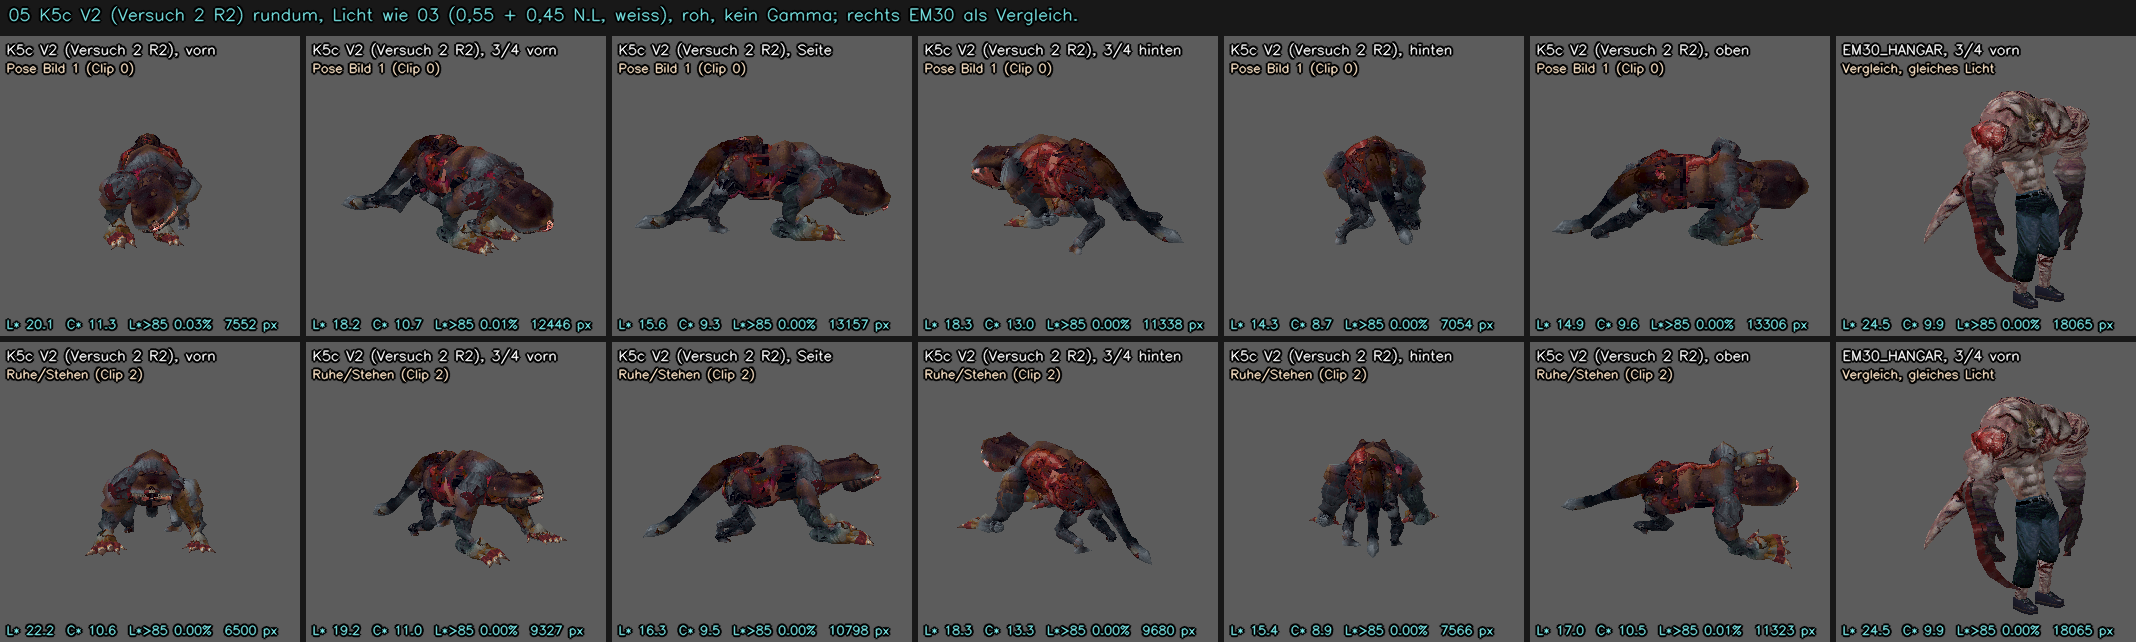 05 K5c V2 (Versuch 2 R2) rundum, Licht wie 03 (0,55 + 0,45 N.L, weiss), roh, kein Gamma; rechts EM30 als Vergleich.
K5c V2 (Versuch 2 R2), vorn
Pose Bild 1 (Clip 0)
L* 20.1 C* 11.3 L*>85 0.03% 7552 px
K5c V2 (Versuch 2 R2), 3/4 vorn
Pose Bild 1 (Clip 0)
L* 18.2 C* 10.7 L*>85 0.01% 12446 px
K5c V2 (Versuch 2 R2), Seite
Pose Bild 1 (Clip 0)
L* 15.6 C* 9.3 L*>85 0.00% 13157 px
K5c V2 (Versuch 2 R2), 3/4 hinten
Pose Bild 1 (Clip 0)
L* 18.3 C* 13.0 L*>85 0.00% 11338 px
K5c V2 (Versuch 2 R2), hinten
Pose Bild 1 (Clip 0)
L* 14.3 C* 8.7 L*>85 0.00% 7054 px
K5c V2 (Versuch 2 R2), oben
Pose Bild 1 (Clip 0)
L* 14.9 C* 9.6 L*>85 0.00% 13306 px
EM30_HANGAR, 3/4 vorn
Vergleich, gleiches Licht
L* 24.5 C* 9.9 L*>85 0.00% 18065 px
K5c V2 (Versuch 2 R2), vorn
Ruhe/Stehen (Clip 2)
L* 22.2 C* 10.6 L*>85 0.00% 6500 px
K5c V2 (Versuch 2 R2), 3/4 vorn
Ruhe/Stehen (Clip 2)
L* 19.2 C* 11.0 L*>85 0.00% 9327 px
K5c V2 (Versuch 2 R2), Seite
Ruhe/Stehen (Clip 2)
L* 16.3 C* 9.5 L*>85 0.00% 10798 px
K5c V2 (Versuch 2 R2), 3/4 hinten
Ruhe/Stehen (Clip 2)
L* 18.3 C* 13.3 L*>85 0.00% 9680 px
K5c V2 (Versuch 2 R2), hinten
Ruhe/Stehen (Clip 2)
L* 15.4 C* 8.9 L*>85 0.00% 7566 px
K5c V2 (Versuch 2 R2), oben
Ruhe/Stehen (Clip 2)
L* 17.0 C* 10.5 L*>85 0.01% 11323 px
EM30_HANGAR, 3/4 vorn
Vergleich, gleiches Licht
L* 24.5 C* 9.9 L*>85 0.00% 18065 px